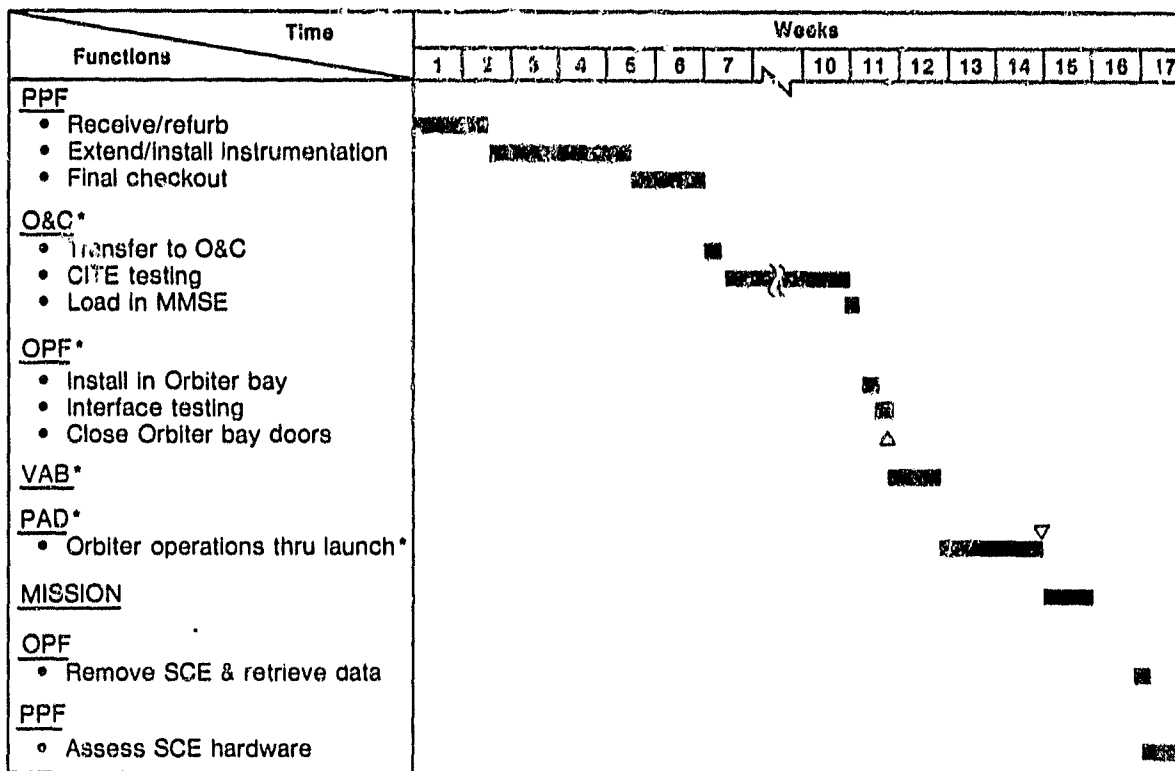 Time
Functions
Weeks
1 2 3 4 5 6 7 10 11 12 13 14 15 16 17
PPF
• Receive/refurb
• Extend/install instrumentation
• Final checkout
O&C*
• Transfer to O&C
• CITE testing
• Load in MMSE
OPF*
• Install in Orbiter bay
• Interface testing
• Close Orbiter bay doors
VAB*
PAD*
• Orbiter operations thru launch*
MISSION
OPF
• Remove SCE & retrieve data
PPF
• Assess SCE hardware